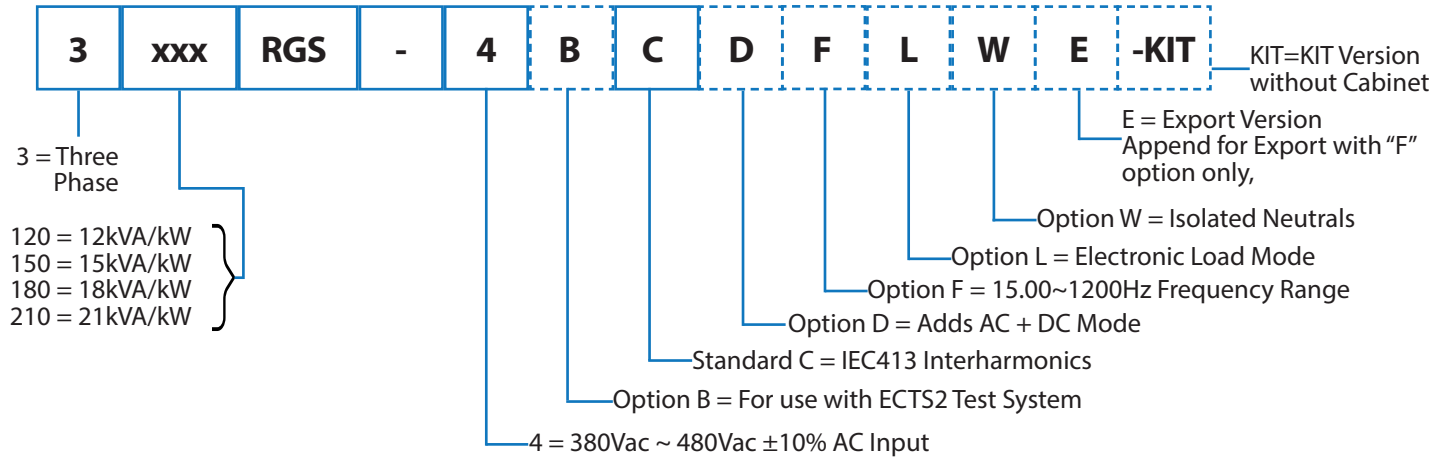 3 xxx RGS - 4 B C D F L W E -KIT
KIT=KIT Version
without Cabinet
E = Export Version
Append for Export with “F”
option only,
3 = Three
Phase
Option W = Isolated Neutrals
120 = 12kVA/kW
150 = 15kVA/kW
180 = 18kVA/kW
210 = 21kVA/kW
Option L = Electronic Load Mode
Option F = 15.00~1200Hz Frequency Range
Option D = Adds AC + DC Mode
Standard C = IEC413 Interharmonics
Option B = For use with ECTS2 Test System
4 = 380Vac ~ 480Vac ±10% AC Input